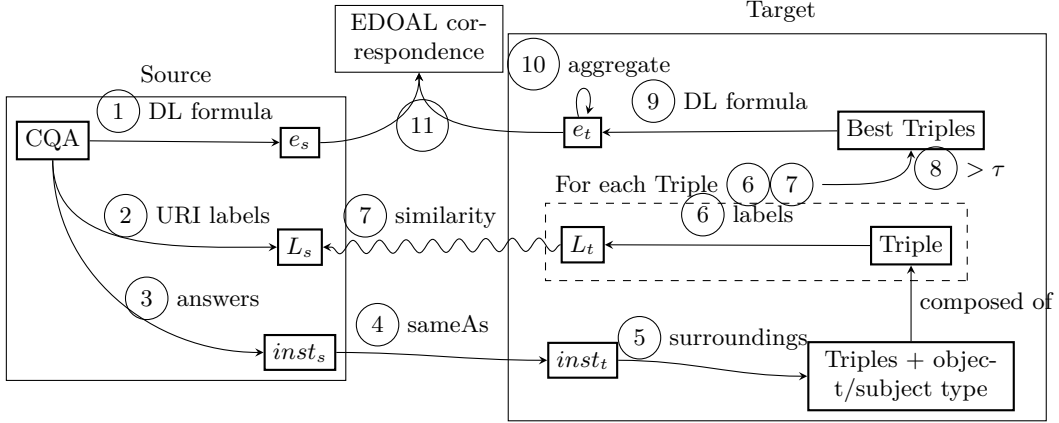 Target
EDOAL cor-
respondence
10 aggregate
Source
1 DL formula
9 DL formula
11
CQA
e_s
e_t
Best Triples
8 > τ
For each Triple 6 7
2 URI labels
7 similarity
6 labels
L_s
L_t
Triple
3 answers
composed of
4 sameAs
5 surroundings
inst_s
inst_t
Triples + objec-
t/subject type